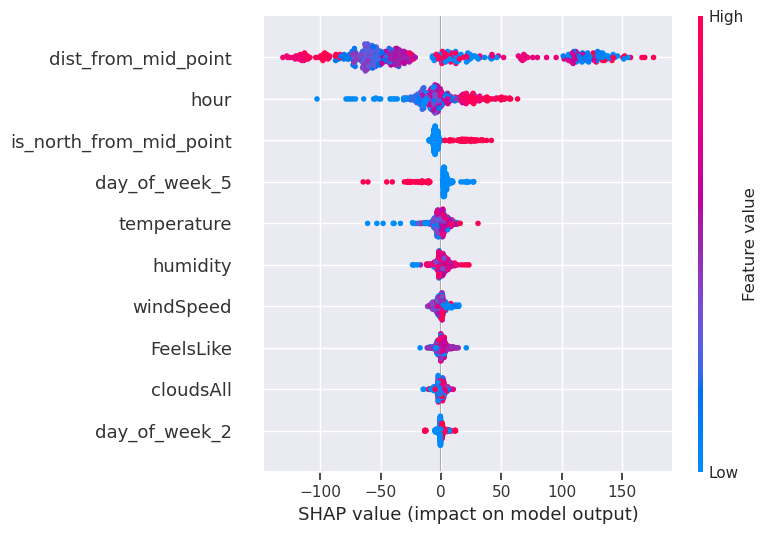 High
dist_from_mid_point
hour
is_north_from_mid_point
day_of_week_5
temperature
humidity
windSpeed
FeelsLike
cloudsAll
day_of_week_2
Feature value
Low
−100 −50 0 50 100 150
SHAP value (impact on model output)